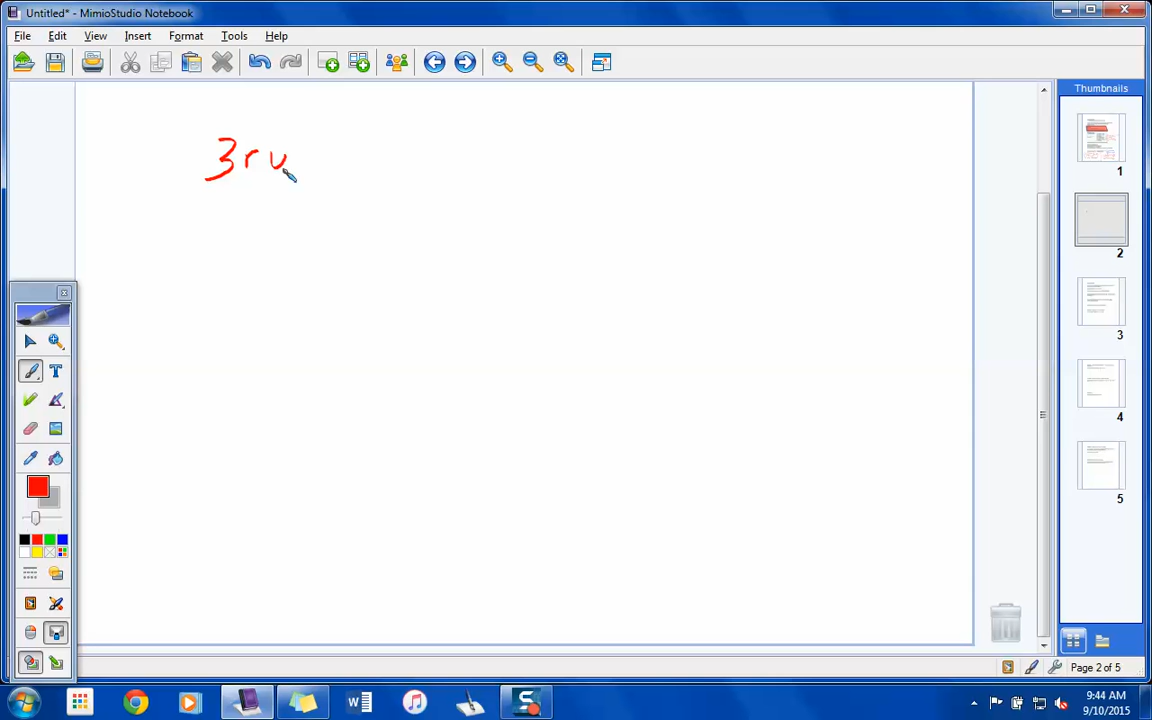 Untitled* - MimioStudio Notebook
File Edit View Insert Format Tools Help
Thumbnails
3 r u
1
2
3
4
5
T
Page 2 of 5
W
S
9:44 AM
9/10/2015